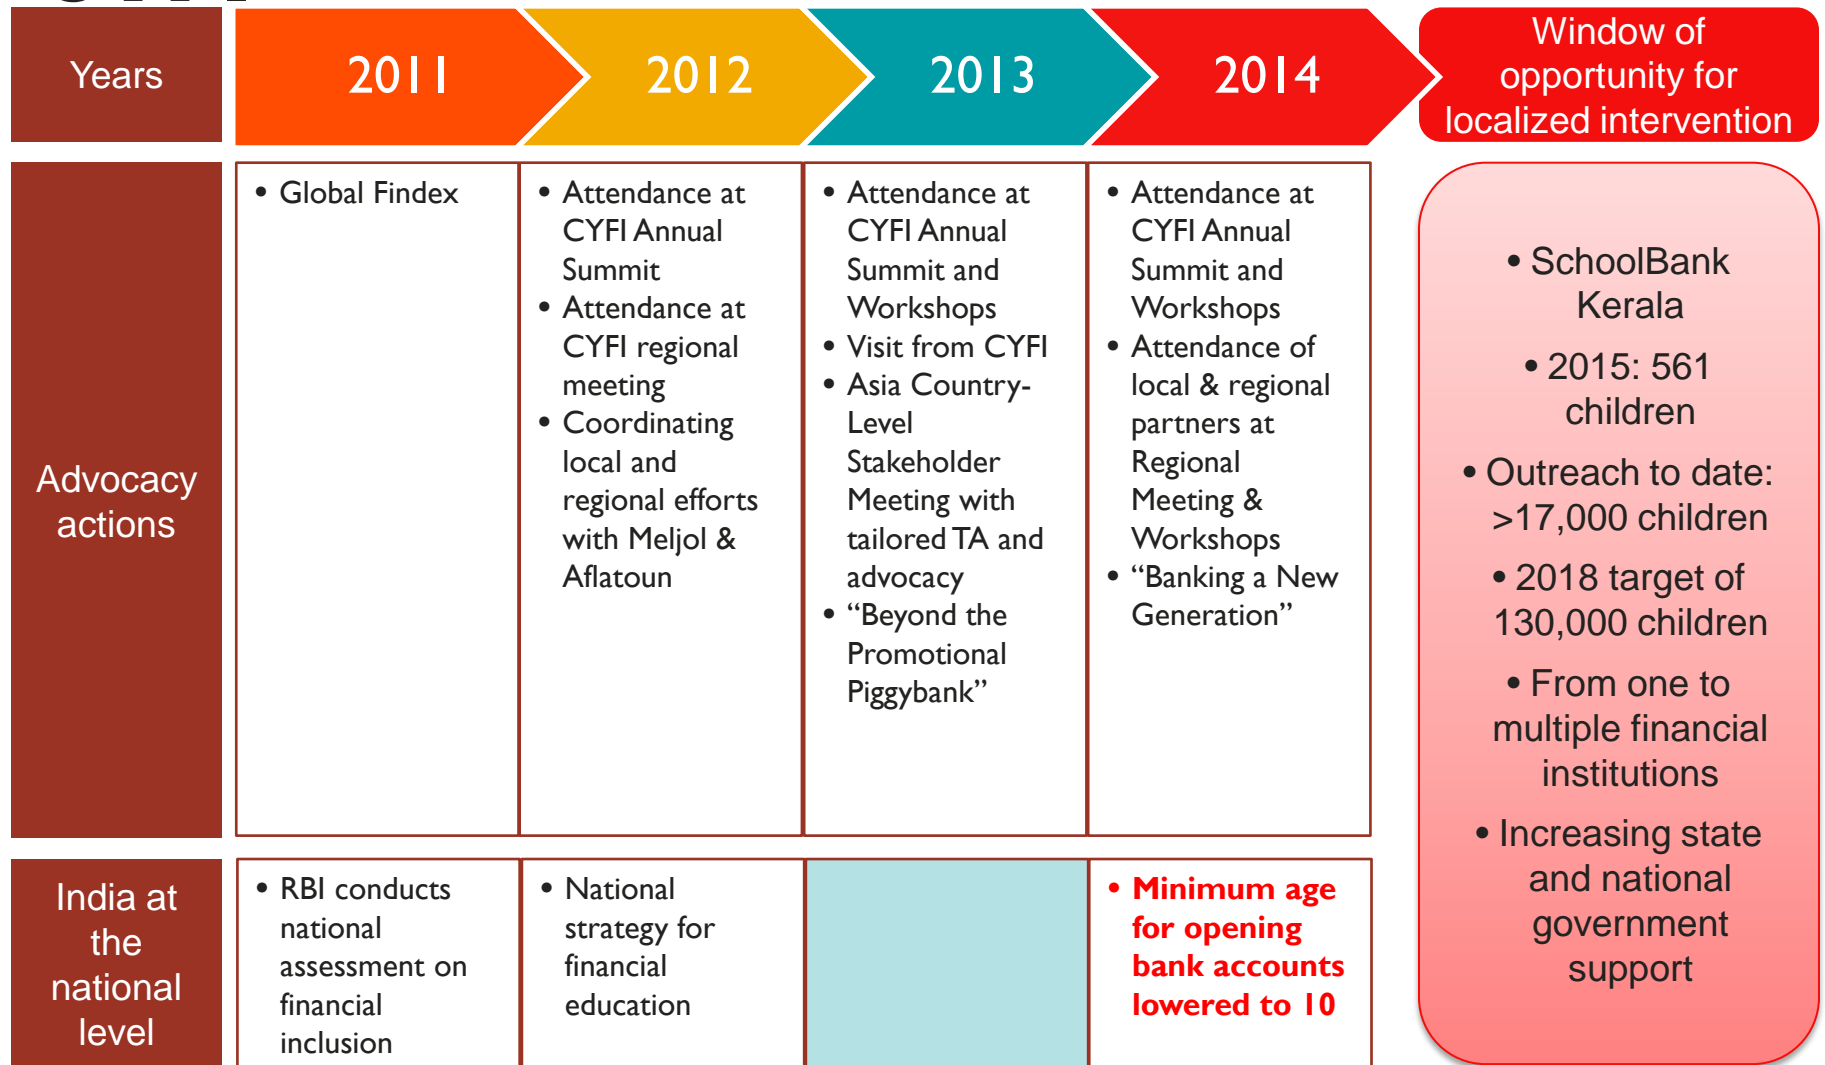 Years
2011
2012
2013
2014
Window of
opportunity for
localized intervention
Advocacy
actions
• Global Findex
• Attendance at
CYFI Annual
Summit
• Attendance at
CYFI regional
meeting
• Coordinating
local and
regional efforts
with Meljol &
Aflatoun
• Attendance at
CYFI Annual
Summit and
Workshops
• Visit from CYFI
• Asia Country-
Level
Stakeholder
Meeting with
tailored TA and
advocacy
• “Beyond the
Promotional
Piggybank”
• Attendance at
CYFI Annual
Summit and
Workshops
• Attendance of
local & regional
partners at
Regional
Meeting &
Workshops
• “Banking a New
Generation”
• SchoolBank
Kerala
• 2015: 561
children
• Outreach to date:
>17,000 children
• 2018 target of
130,000 children
• From one to
multiple financial
institutions
• Increasing state
and national
government
support
India at
the
national
level
• RBI conducts
national
assessment on
financial
inclusion
• National
strategy for
financial
education
• Minimum age
for opening
bank accounts
lowered to 10